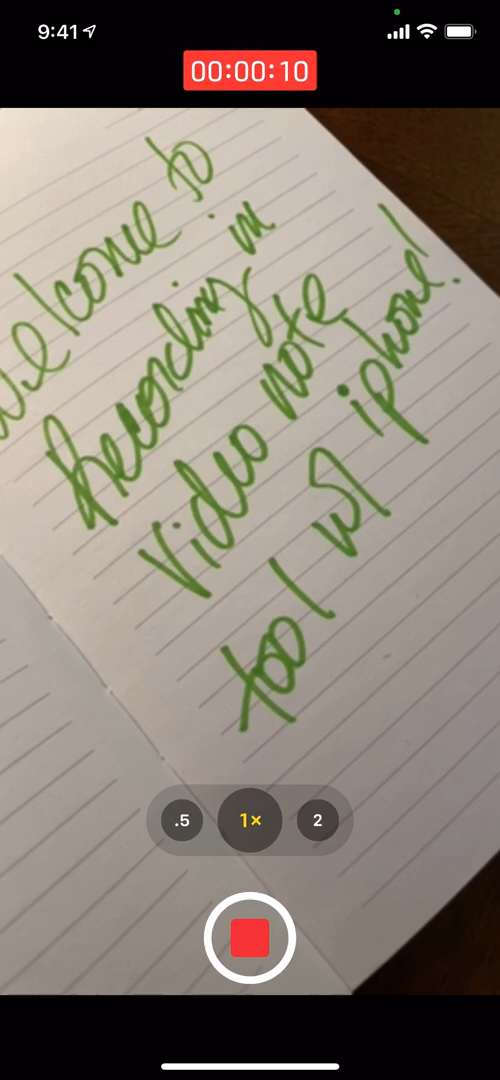 9:41
00:00:10
Welcome to
Recording in
Video note
tool w/ iphone!
.5
1×
2